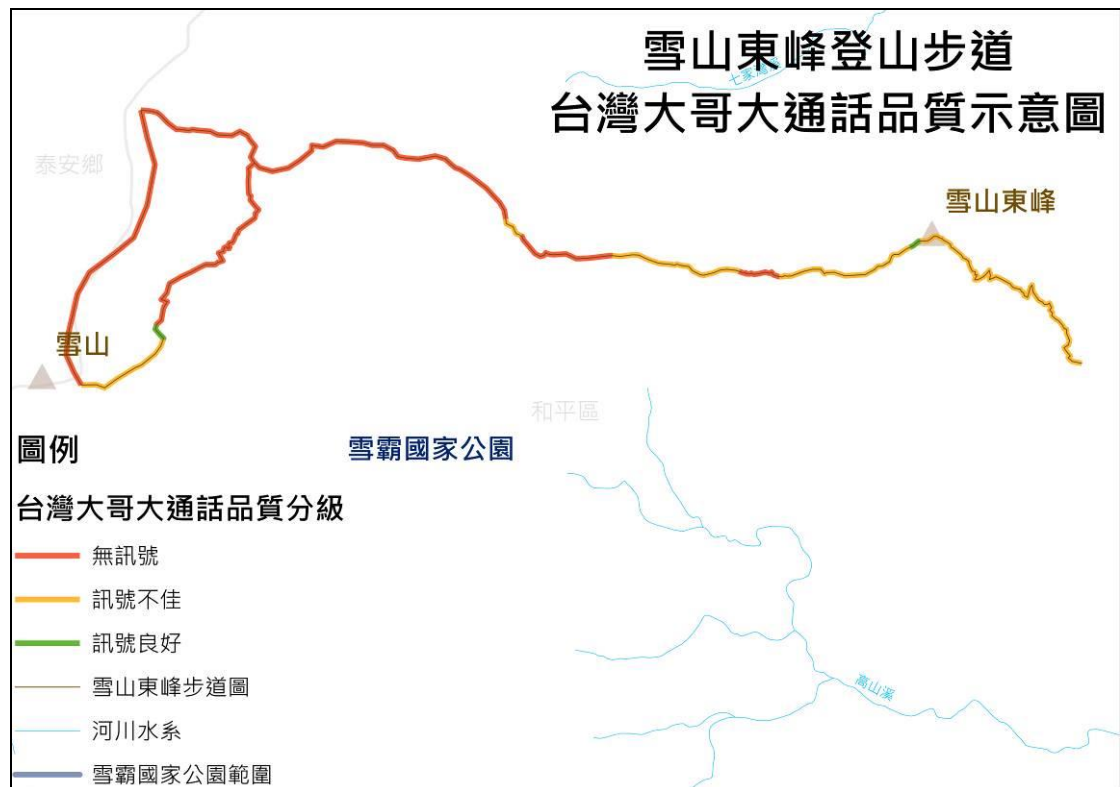 雪山東峰登山步道
台灣大哥大通話品質示意圖
七家灣溪
泰安鄉
雪山東峰
雪山
和平區
圖例
雪霸國家公園
台灣大哥大通話品質分級
無訊號
訊號不佳
訊號良好
雪山東峰步道圖
河川水系
雪霸國家公園範圍
高山溪